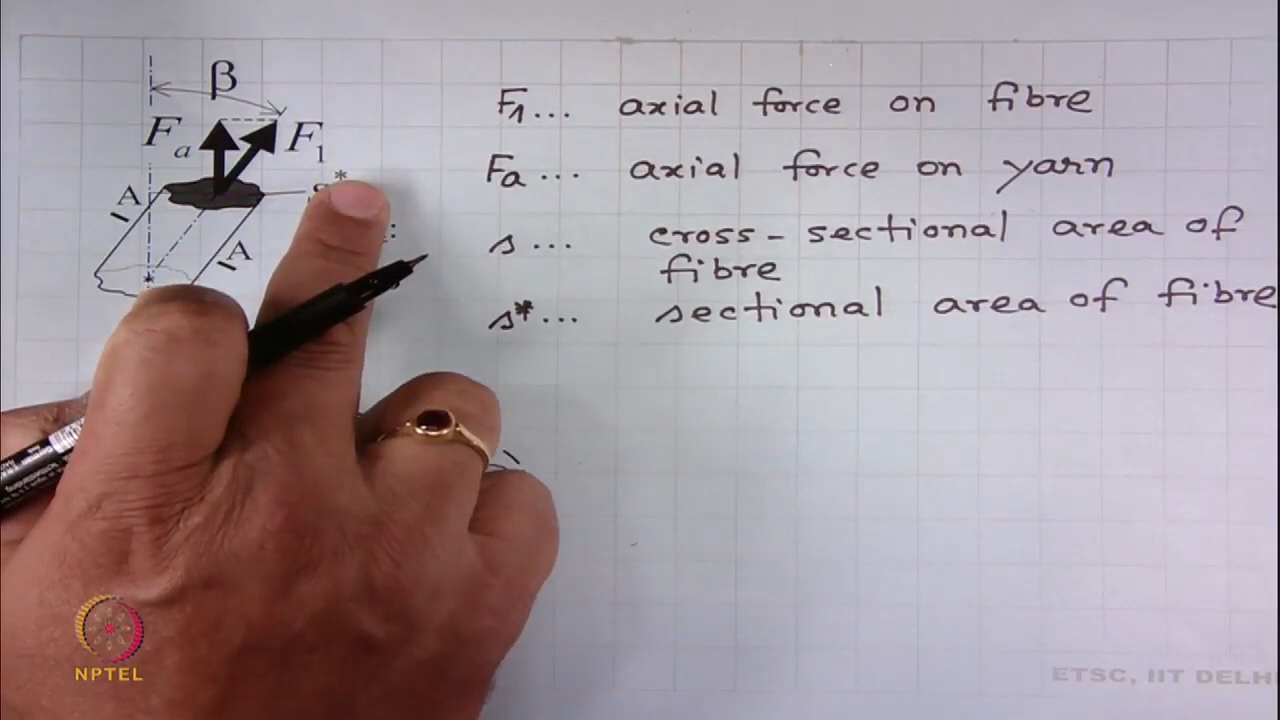 β
Fa F1
A *
A
*
F1... axial force on fibre
Fa... axial force on yarn
s... cross-sectional area of
fibre
s*... sectional area of fibre
NPTEL
ETSC, IIT DELHI